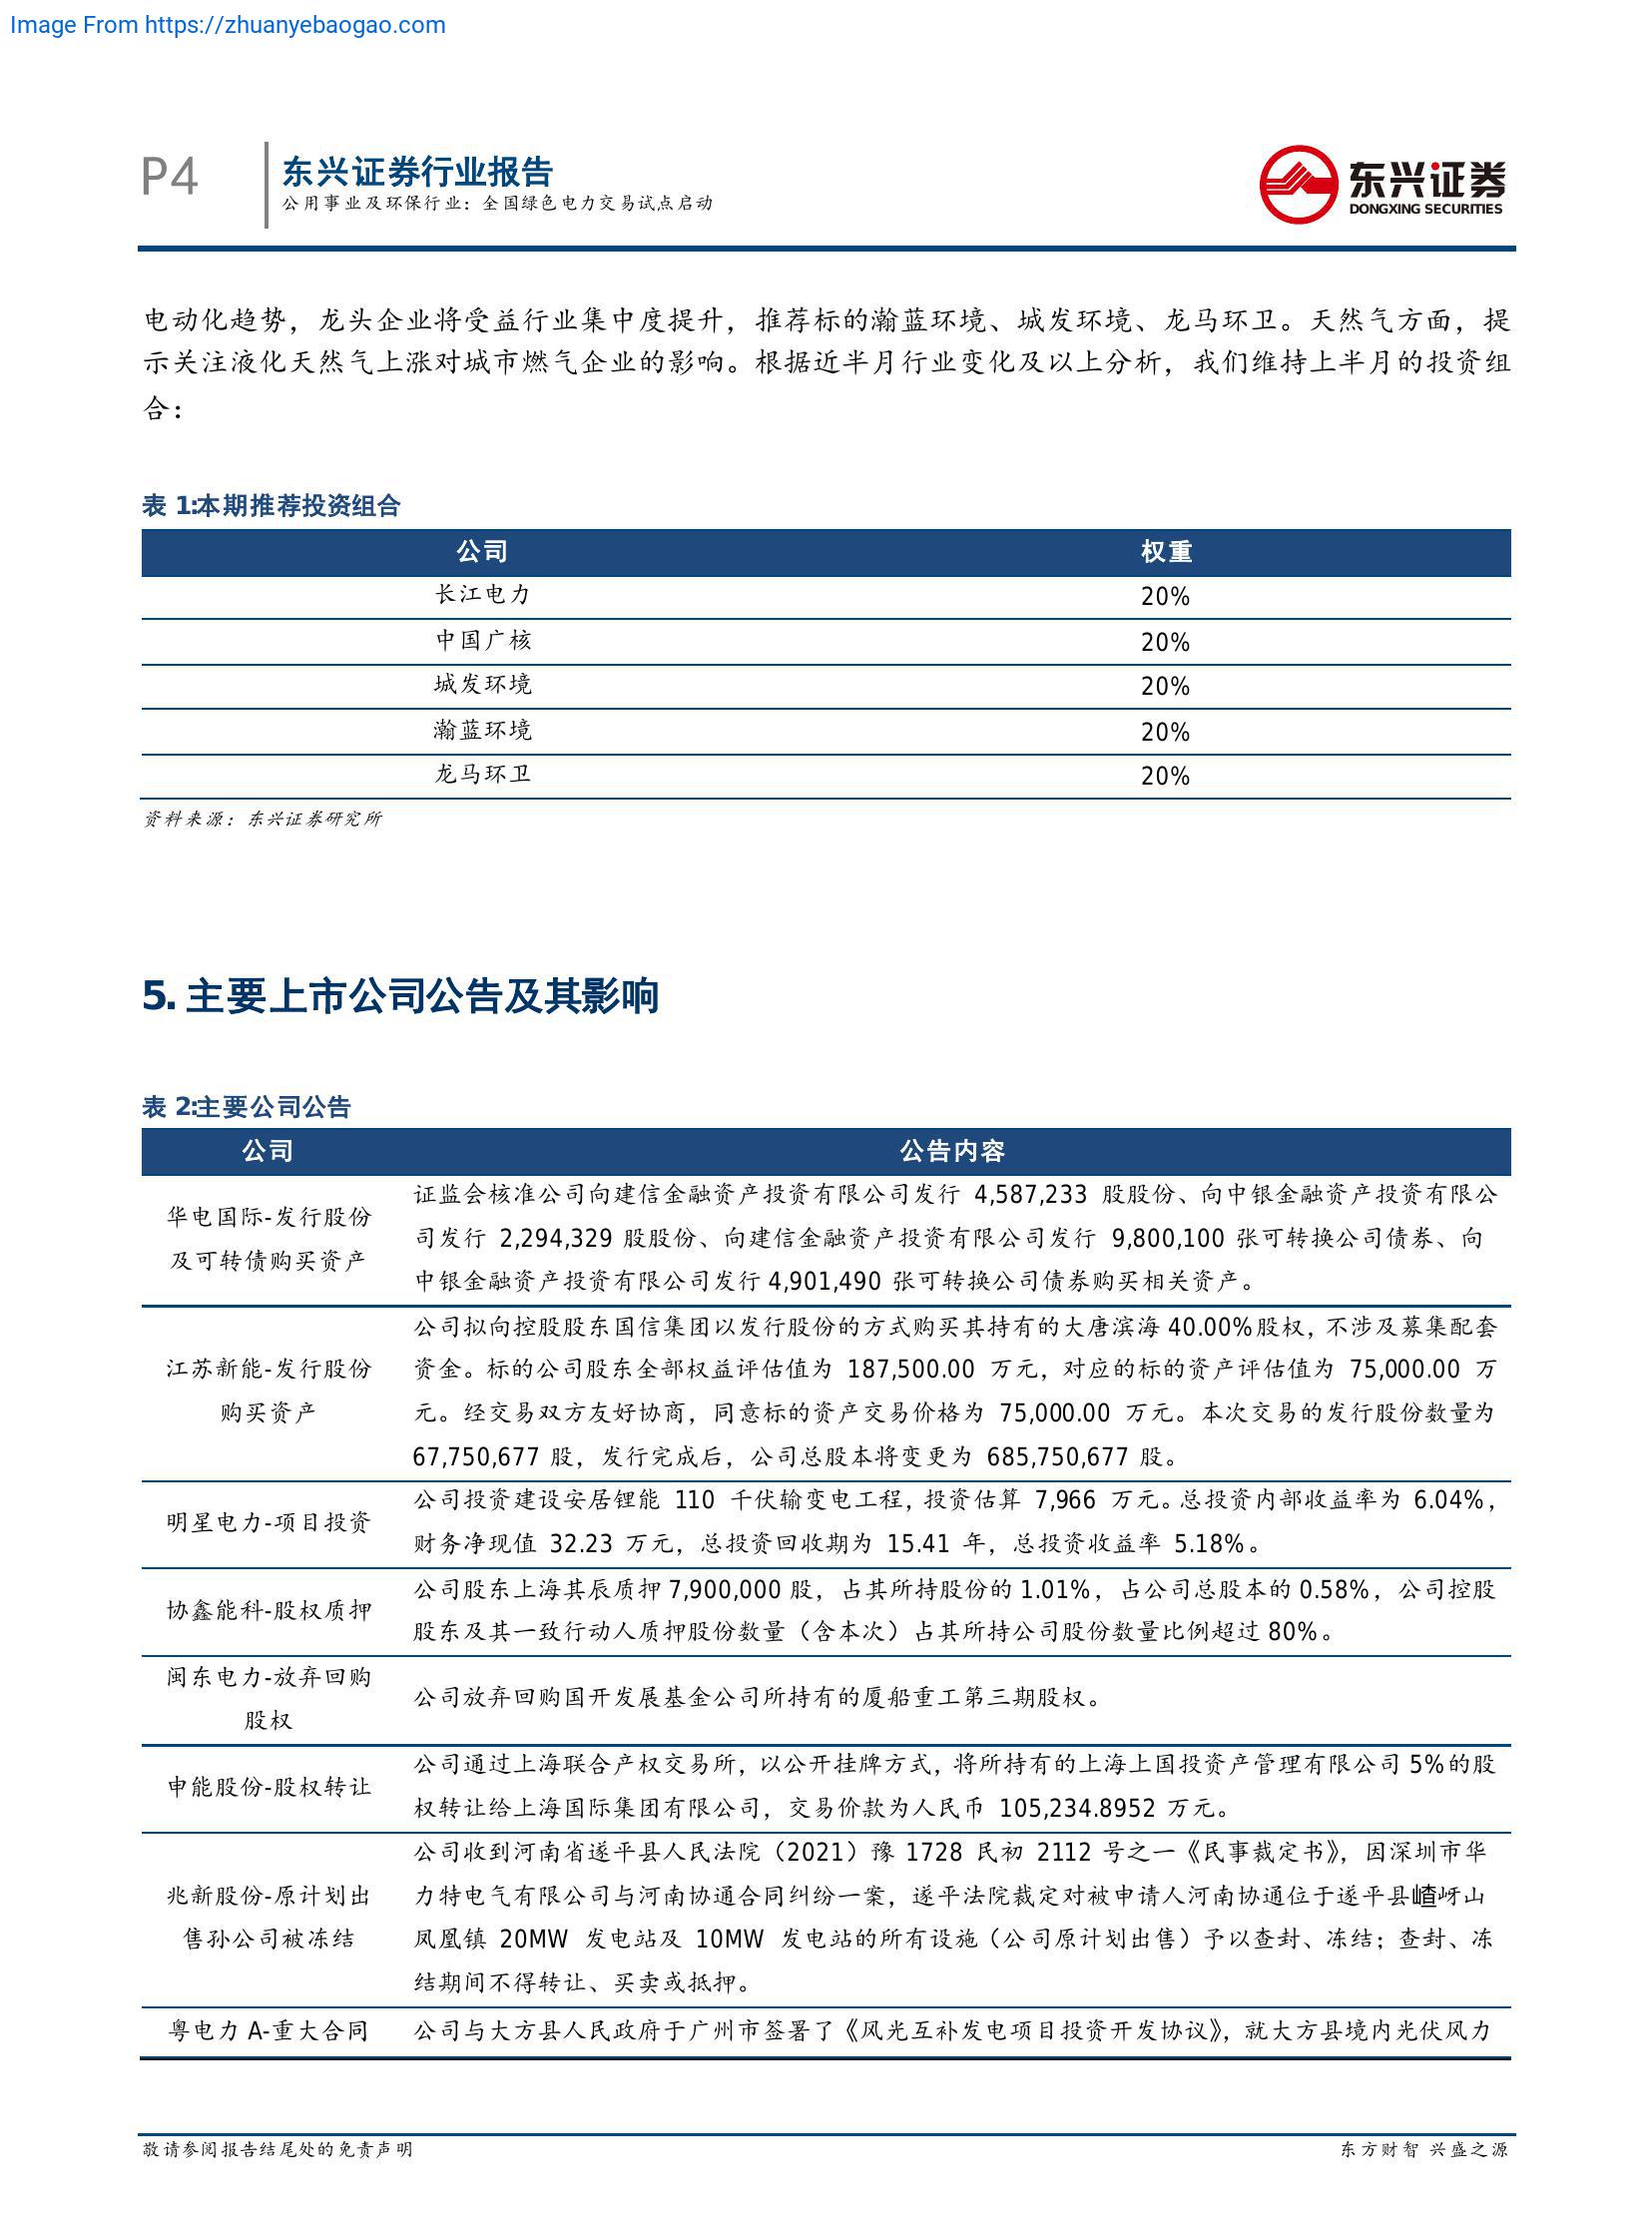 Image From https://zhuanyebaogao.com
P4
东兴证券行业报告
公用事业及环保行业：全国绿色电力交易试点启动
东兴证券
DONGXING SECURITIES
电动化趋势，龙头企业将受益行业集中度提升，推荐标的瀚蓝环境、城发环境、龙马环卫。天然气方面，提
示关注液化天然气上涨对城市燃气企业的影响。根据近半月行业变化及以上分析，我们维持上半月的投资组
合：
表 1:本期推荐投资组合
公司 权重
长江电力 20%
中国广核 20%
城发环境 20%
瀚蓝环境 20%
龙马环卫 20%
资料来源：东兴证券研究所
5. 主要上市公司公告及其影响
表 2:主要公司公告
公司 公告内容
华电国际-发行股份
及可转债购买资产
证监会核准公司向建信金融资产投资有限公司发行 4,587,233 股股份、向中银金融资产投资有限公
司发行 2,294,329 股股份、向建信金融资产投资有限公司发行 9,800,100 张可转换公司债券、向
中银金融资产投资有限公司发行 4,901,490 张可转换公司债券购买相关资产。
江苏新能-发行股份
购买资产
公司拟向控股股东国信集团以发行股份的方式购买其持有的大唐滨海 40.00%股权，不涉及募集配套
资金。标的公司股东全部权益评估值为 187,500.00 万元，对应的标的资产评估值为 75,000.00 万
元。经交易双方友好协商，同意标的资产交易价格为 75,000.00 万元。本次交易的发行股份数量为
67,750,677 股，发行完成后，公司总股本将变更为 685,750,677 股。
明星电力-项目投资
公司投资建设安居锂能 110 千伏输变电工程，投资估算 7,966 万元。总投资内部收益率为 6.04%，
财务净现值 32.23 万元，总投资回收期为 15.41 年，总投资收益率 5.18%。
协鑫能科-股权质押
公司股东上海其辰质押 7,900,000 股，占其所持股份的 1.01%，占公司总股本的 0.58%，公司控股
股东及其一致行动人质押股份数量（含本次）占其所持公司股份数量比例超过 80%。
闽东电力-放弃回购
股权
公司放弃回购国开发展基金公司所持有的厦船重工第三期股权。
申能股份-股权转让
公司通过上海联合产权交易所，以公开挂牌方式，将所持有的上海上国投资产管理有限公司 5%的股
权转让给上海国际集团有限公司，交易价款为人民币 105,234.8952 万元。
兆新股份-原计划出
售孙公司被冻结
公司收到河南省遂平县人民法院（2021）豫 1728 民初 2112 号之一《民事裁定书》，因深圳市华
力特电气有限公司与河南协通合同纠纷一案，遂平法院裁定对被申请人河南协通位于遂平县嵖岈山
凤凰镇 20MW 发电站及 10MW 发电站的所有设施（公司原计划出售）予以查封、冻结；查封、冻
结期间不得转让、买卖或抵押。
粤电力 A-重大合同 公司与大方县人民政府于广州市签署了《风光互补发电项目投资开发协议》，就大方县境内光伏风力
敬请参阅报告结尾处的免责声明
东方财智 兴盛之源